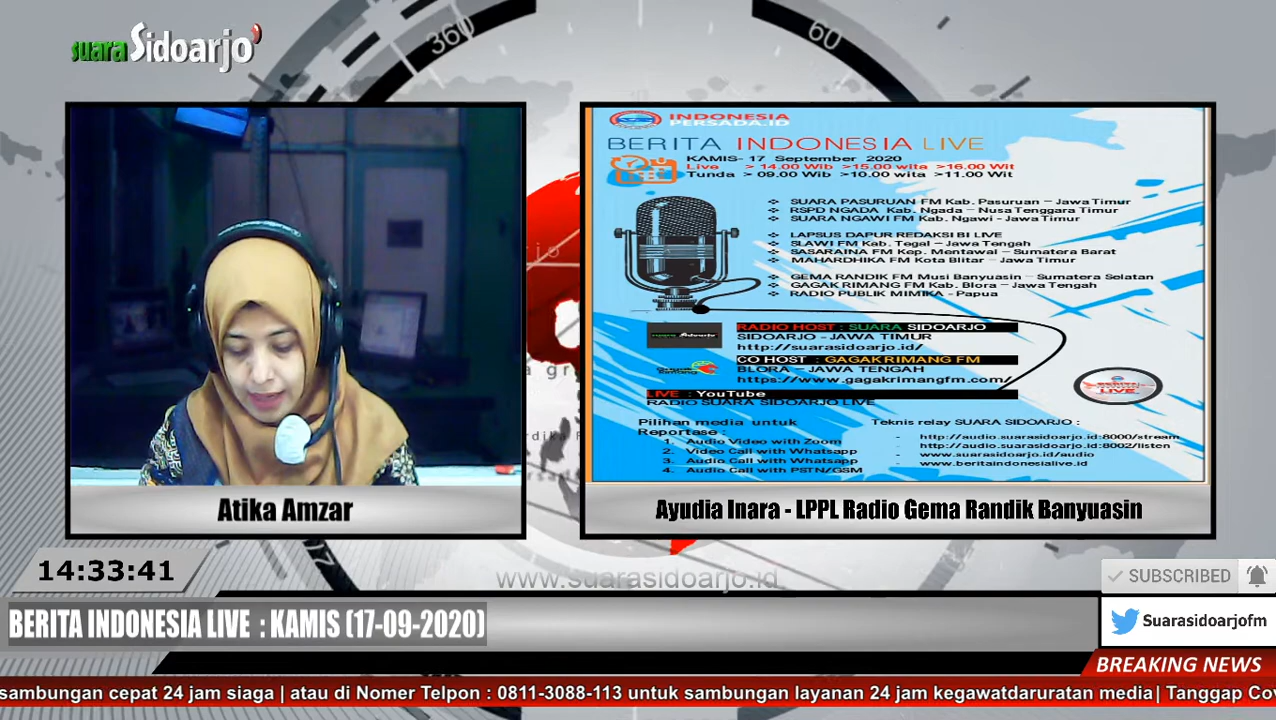 360
60
suara Sidoarjo
INDONESIA
PERSADA.ID
BERITA INDONESIA LIVE
KAMIS- 17 September 2020
Live > 14.00 Wib >15.00 wita >16.00 Wit
Tunda > 09.00 Wib >10.00 wita >11.00 Wit
❖ SUARA PASURUAN FM Kab. Pasuruan – Jawa Timur
❖ RSPD NGADA Kab. Ngada – Nusa Tenggara Timur
❖ SUARA NGAWI FM Kab. Ngawi - Jawa Timur
❖ LAPSUS DAPUR REDAKSI BI LIVE
❖ SLAWI FM Kab. Tegal – Jawa Tengah
❖ SASARAINA FM Kep. Mentawai – Sumatera Barat
❖ MAHARDHIKA FM Kota Blitar – Jawa Timur
❖ GEMA RANDIK FM Musi Banyuasin – Sumatera Selatan
❖ GAGAK RIMANG FM Kab. Blora – Jawa Tengah
❖ RADIO PUBLIK MIMIKA - Papua
suara Sidoarjo
RADIO HOST : SUARA SIDOARJO
SIDOARJO - JAWA TIMUR
http://suarasidoarjo.id/
CO HOST : GAGAK RIMANG FM
BLORA – JAWA TENGAH
https://www.gagakrimangfm.com/
LIVE : YouTube
RADIO SUARA SIDOARJO LIVE
BERITA
LIVE
Pilihan media untuk
Reportase :
1. Audio Video with Zoom
2. Video Call with Whatsapp
3. Audio Call with Whatsapp
4. Audio Call with PSTN/GSM
Teknis relay SUARA SIDOARJO :
- http://audio.suarasidoarjo.id:8000/stream
http://audio.suarasidoarjo.id:8002/listen
- www.suarasidoarjo.id/audio
- www.beritaindonesialive.id
Atika Amzar
Ayudia Inara - LPPL Radio Gema Randik Banyuasin
14:33:41
www.suarasidoarjo.id
SUBSCRIBED
BERITA INDONESIA LIVE : KAMIS (17-09-2020)
Suarasidoarjofm
BREAKING NEWS
sambungan cepat 24 jam siaga | atau di Nomer Telpon : 0811-3088-113 untuk sambungan layanan 24 jam kegawatdaruratan media| Tanggap Cov